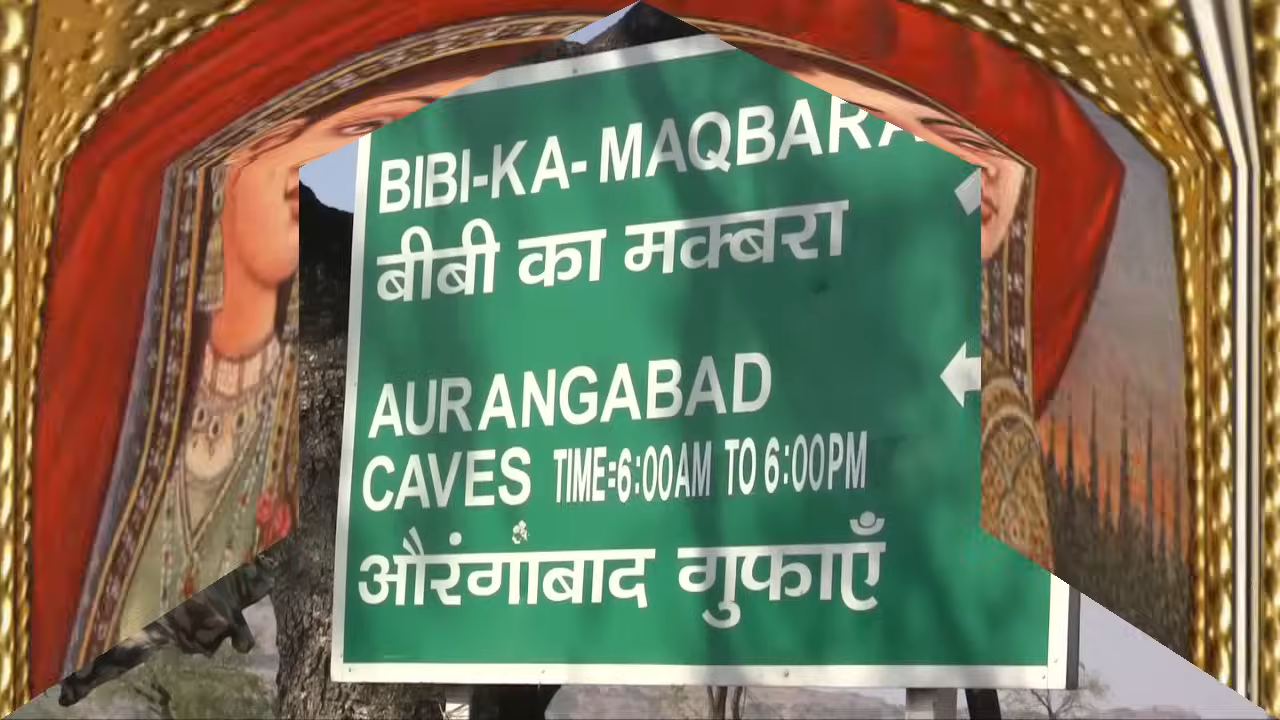 BIBI-KA-MAQBARA
बीबी का मक्बरा
AURANGABAD
CAVES TIME=6:00AM TO 6:00PM
औरंगाबाद गुफाएँ